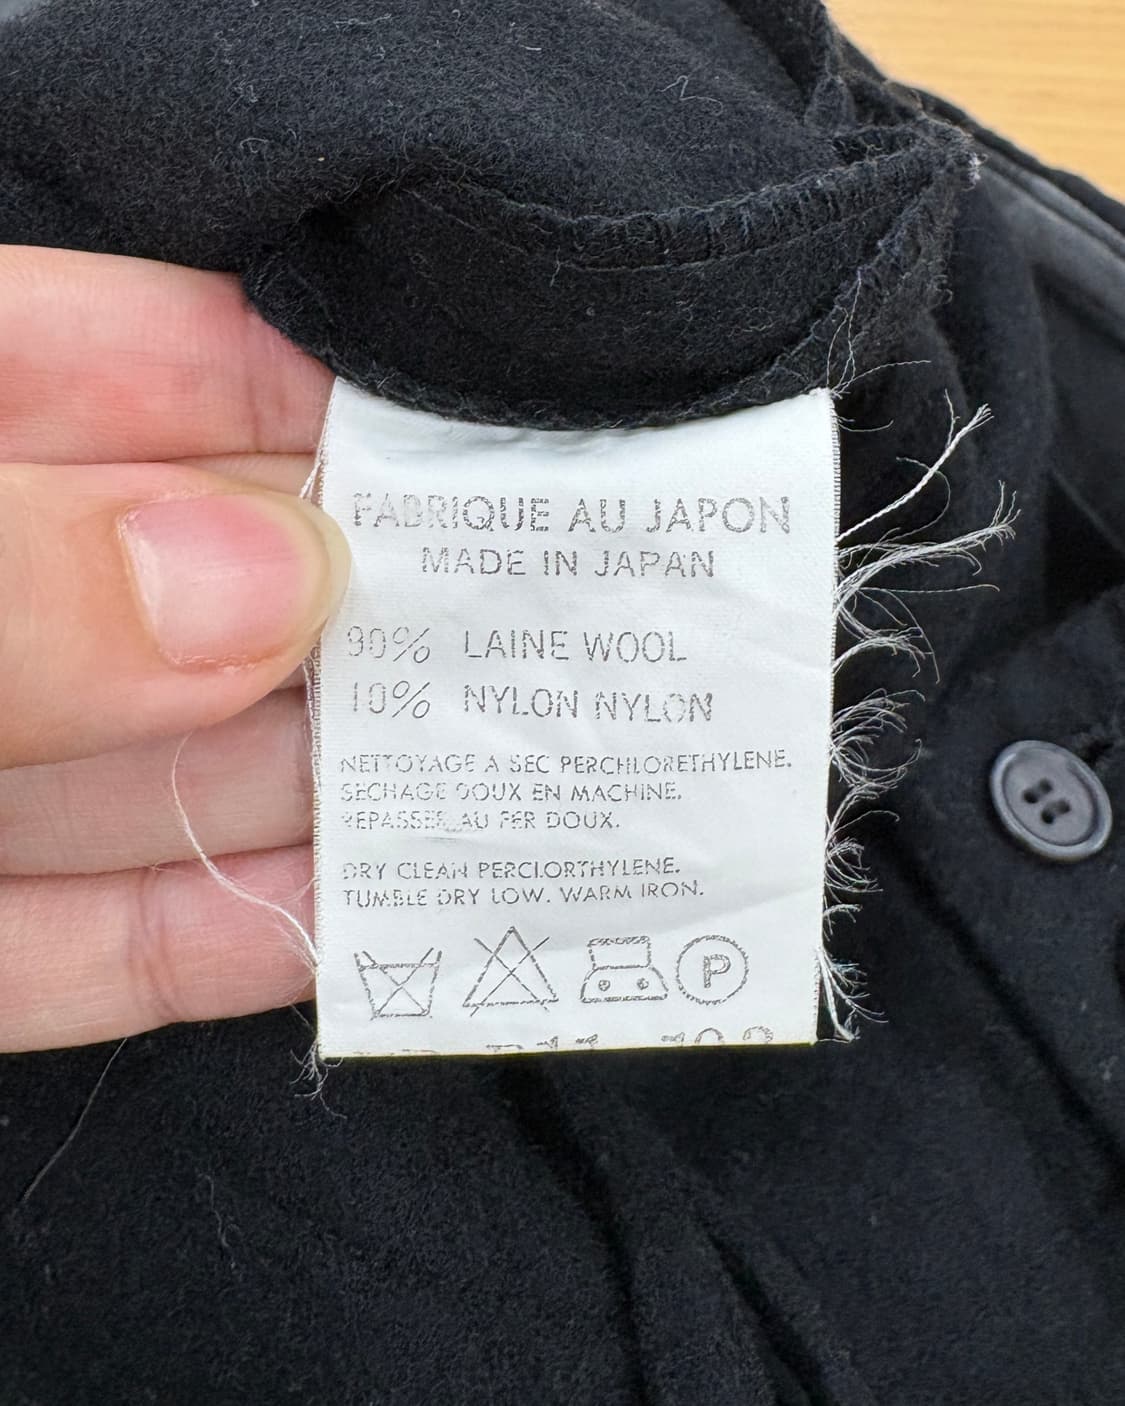 FABRIQUE AU JAPON
MADE IN JAPAN
90% LAINE WOOL
10% NYLON NYLON
NETTOYAGE A SEC PERCHLORETHYLENE.
SECHAGE DOUX EN MACHINE.
REPASSER AU FER DOUX.
DRY CLEAN PERCLORTHYLENE.
TUMBLE DRY LOW. WARM IRON.
P